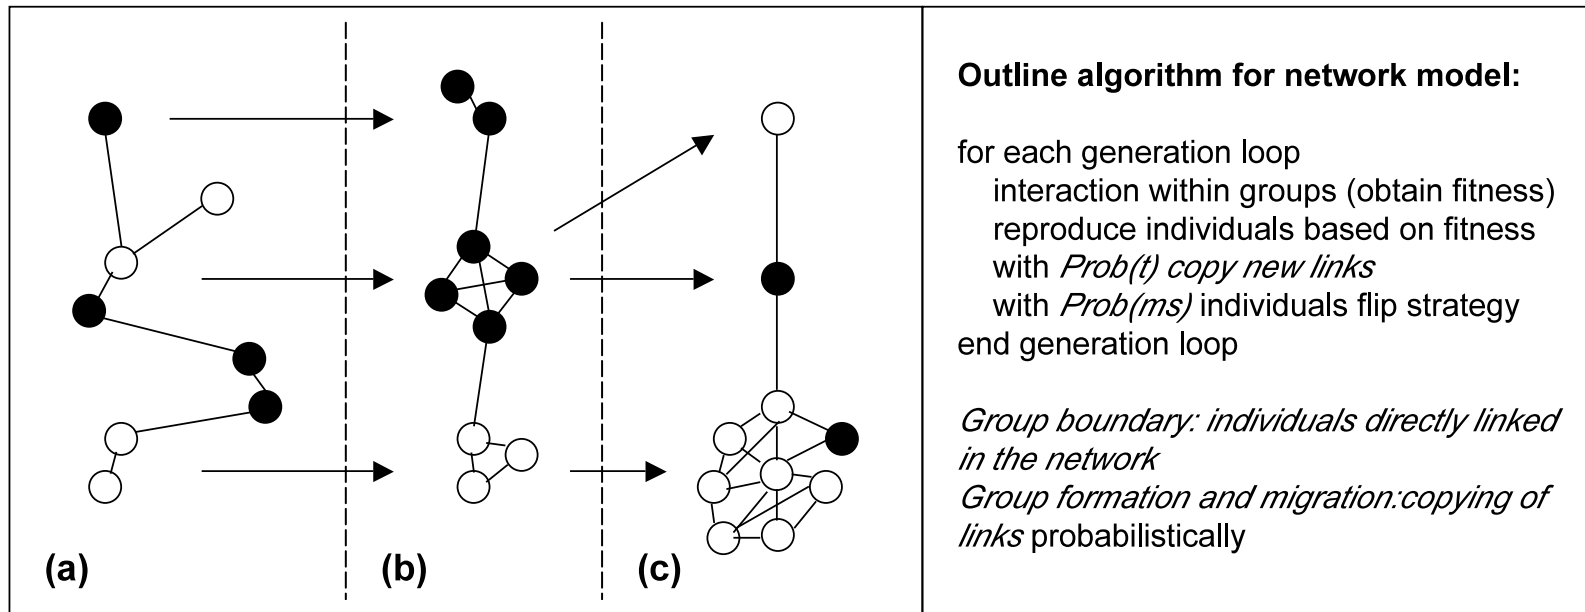 (a)
(b)
(c)
Outline algorithm for network model:
for each generation loop
interaction within groups (obtain fitness)
reproduce individuals based on fitness
with Prob(t) copy new links
with Prob(ms) individuals flip strategy
end generation loop
Group boundary: individuals directly linked
in the network
Group formation and migration:copying of
links probabilistically